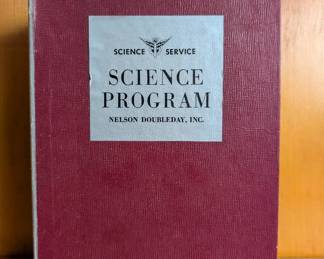 SCIENCE SERVICE
SCIENCE
PROGRAM
NELSON DOUBLEDAY, INC.